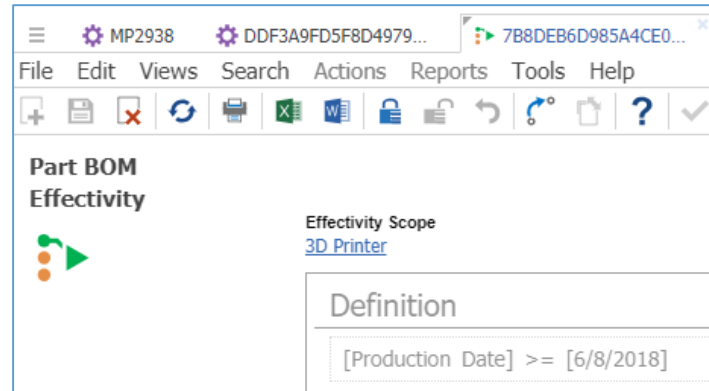 MP2938 DDF3A9FD5F8D4979... 7B8DEB6D985A4CE0...
File Edit Views Search Actions Reports Tools Help
Part BOM
Effectivity
Effectivity Scope
3D Printer
Definition
[Production Date] >= [6/8/2018]